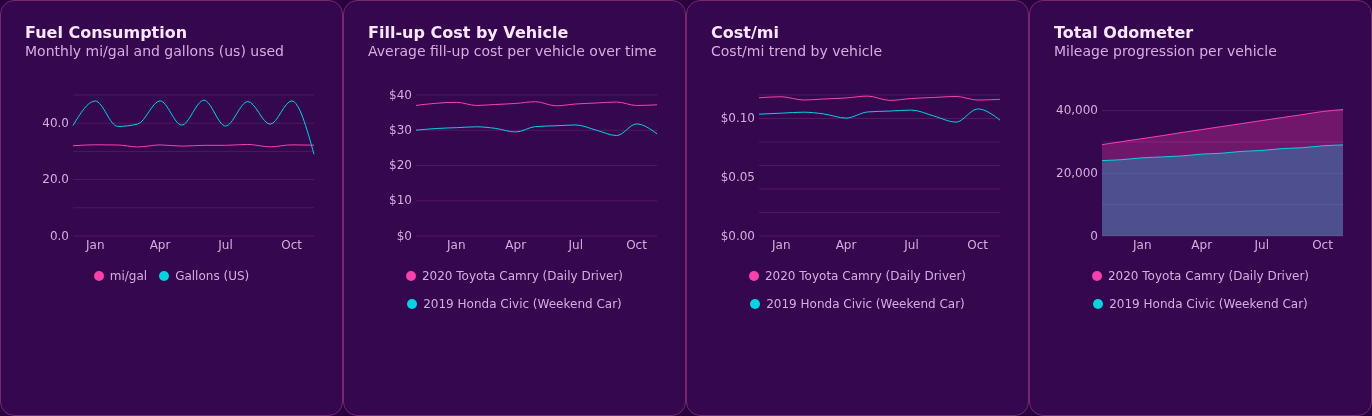 Fuel Consumption
Monthly mi/gal and gallons (us) used
40.0
20.0
0.0
Jan Apr Jul Oct
mi/gal Gallons (US)
Fill-up Cost by Vehicle
Average fill-up cost per vehicle over time
$40
$30
$20
$10
$0
Jan Apr Jul Oct
2020 Toyota Camry (Daily Driver)
2019 Honda Civic (Weekend Car)
Cost/mi
Cost/mi trend by vehicle
$0.10
$0.05
$0.00
Jan Apr Jul Oct
2020 Toyota Camry (Daily Driver)
2019 Honda Civic (Weekend Car)
Total Odometer
Mileage progression per vehicle
40,000
20,000
0
Jan Apr Jul Oct
2020 Toyota Camry (Daily Driver)
2019 Honda Civic (Weekend Car)